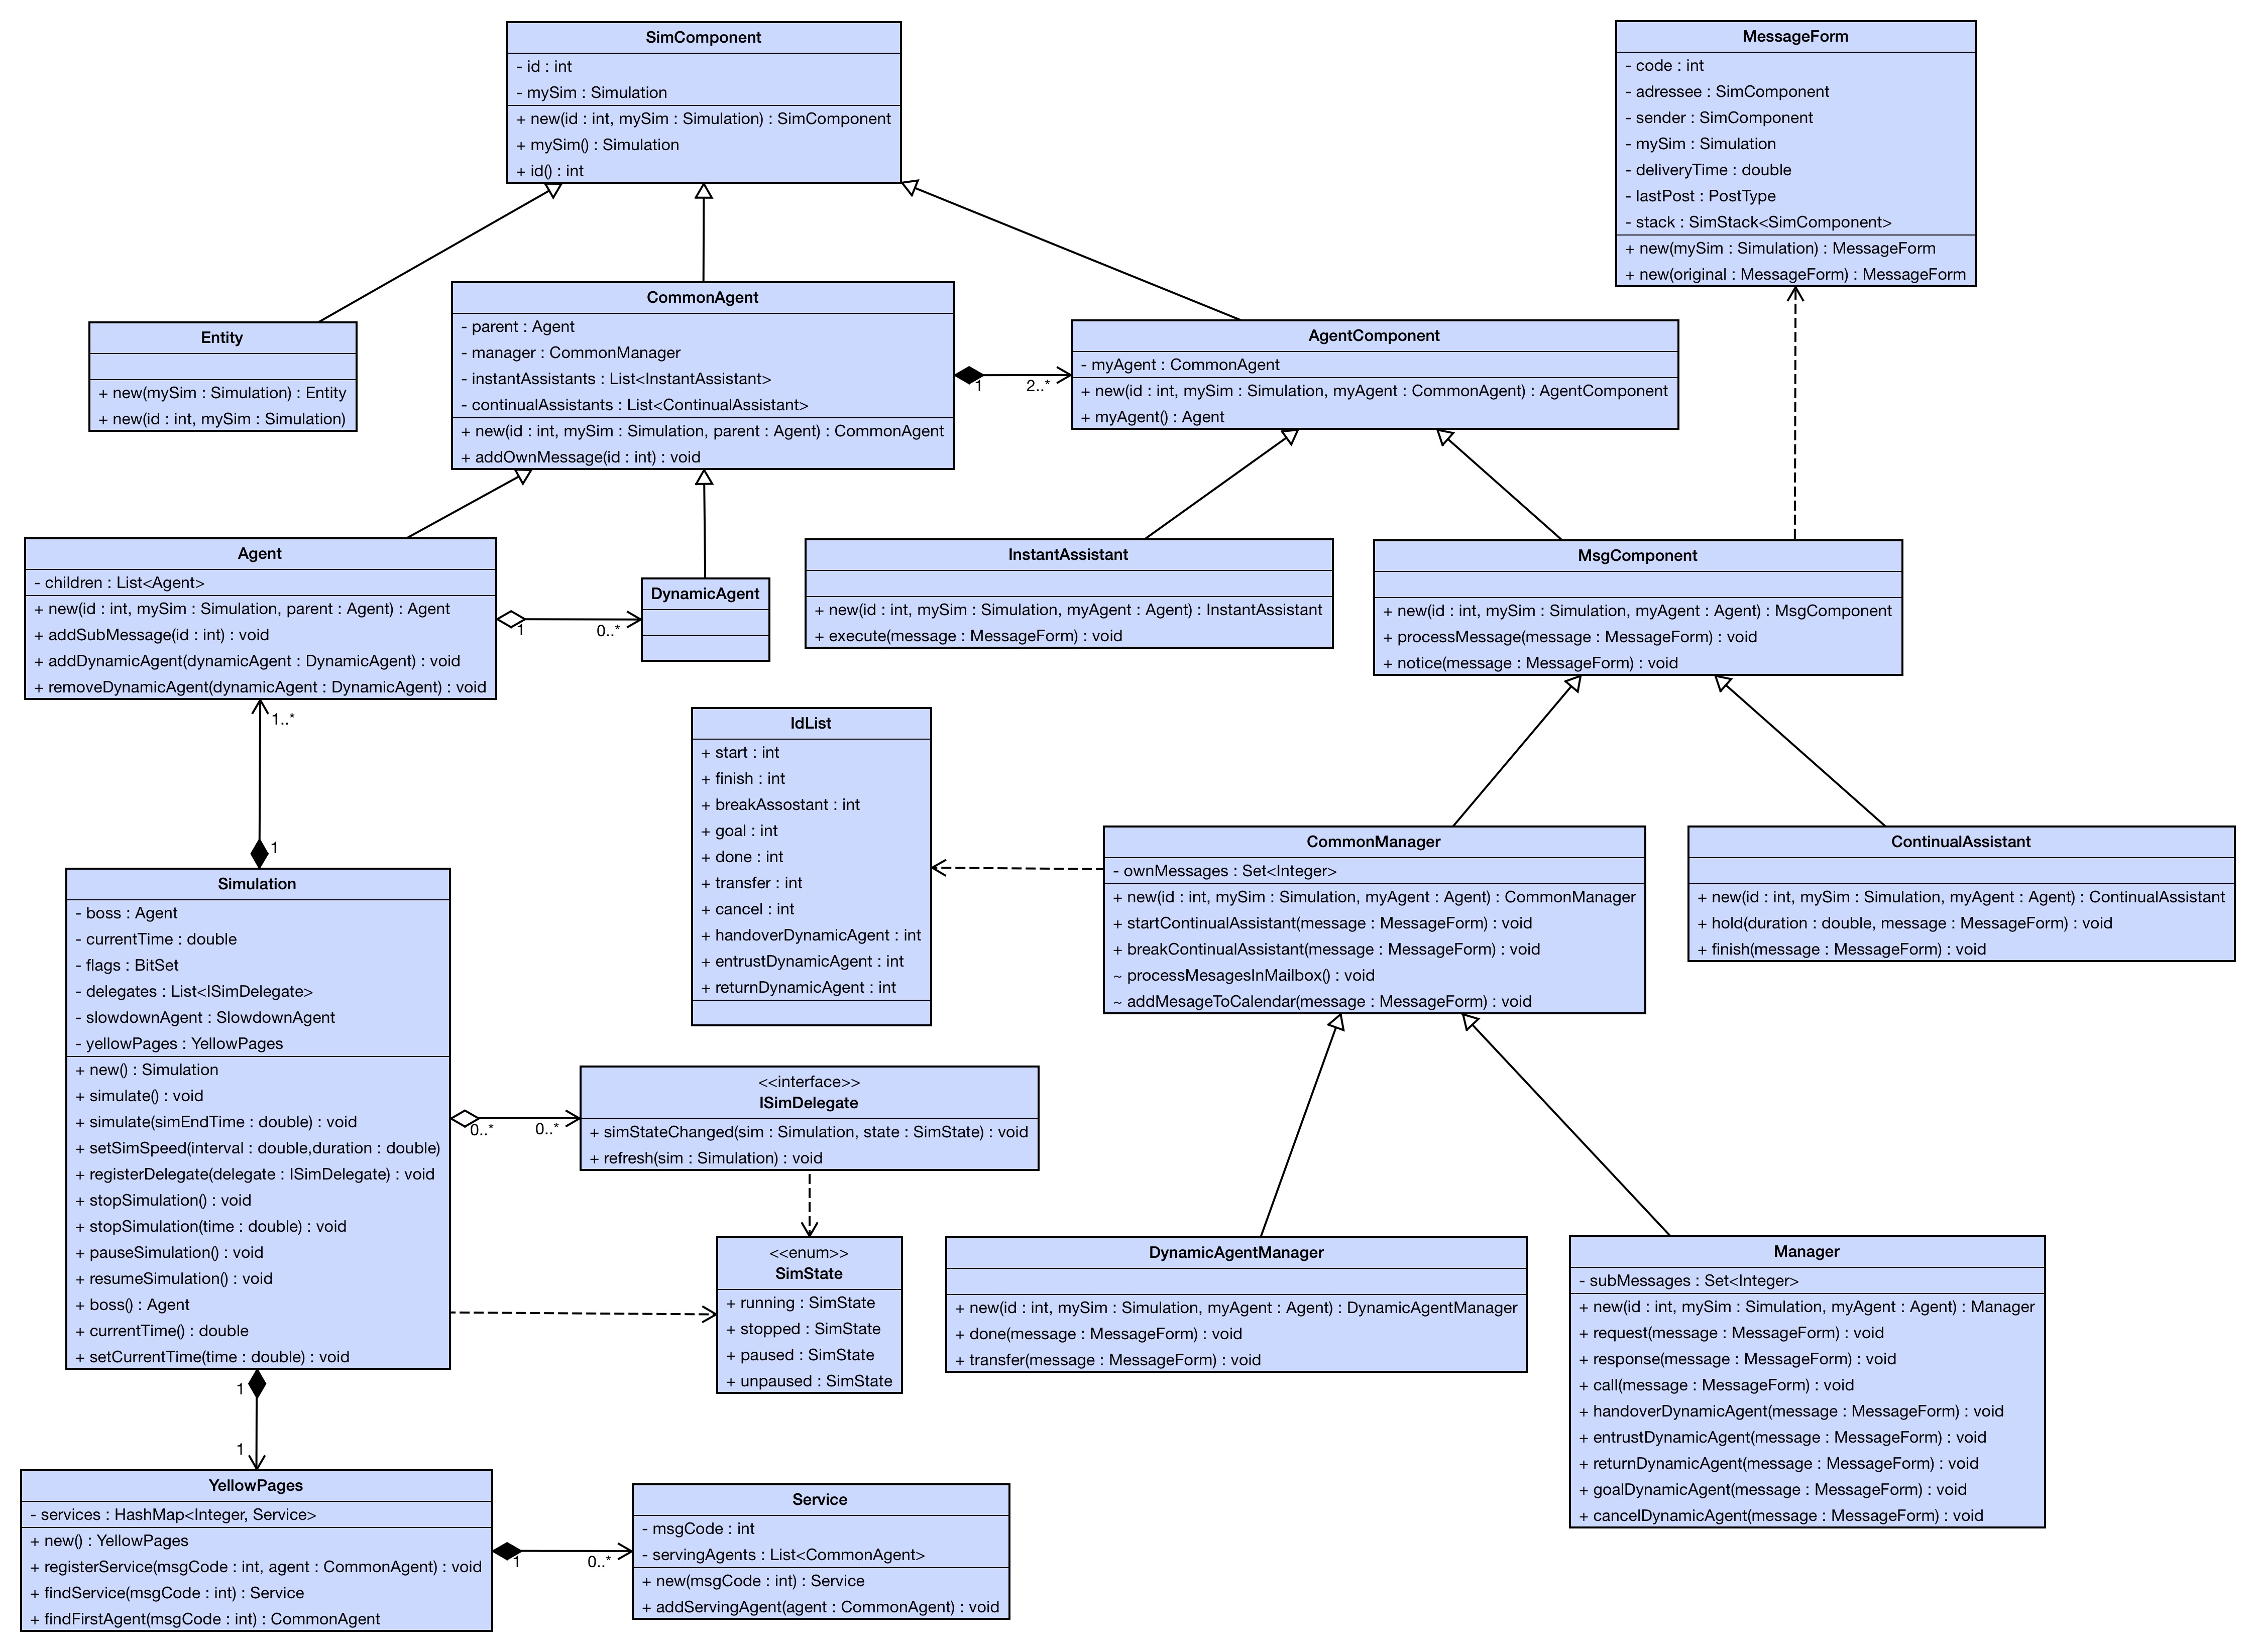 SimComponent
- id : int
- mySim : Simulation
+ new(id : int, mySim : Simulation) : SimComponent
+ mySim() : Simulation
+ id() : int
MessageForm
- code : int
- adressee : SimComponent
- sender : SimComponent
- mySim : Simulation
- deliveryTime : double
- lastPost : PostType
- stack : SimStack<SimComponent>
+ new(mySim : Simulation) : MessageForm
+ new(original : MessageForm) : MessageForm
Entity
+ new(mySim : Simulation) : Entity
+ new(id : int, mySim : Simulation)
CommonAgent
- parent : Agent
- manager : CommonManager
- instantAssistants : List<InstantAssistant>
- continualAssistants : List<ContinualAssistant>
+ new(id : int, mySim : Simulation, parent : Agent) : CommonAgent
+ addOwnMessage(id : int) : void
1
2..*
AgentComponent
- myAgent : CommonAgent
+ new(id : int, mySim : Simulation, myAgent : CommonAgent) : AgentComponent
+ myAgent() : Agent
Agent
- children : List<Agent>
+ new(id : int, mySim : Simulation, parent : Agent) : Agent
+ addSubMessage(id : int) : void
+ addDynamicAgent(dynamicAgent : DynamicAgent) : void
+ removeDynamicAgent(dynamicAgent : DynamicAgent) : void
1
0..*
DynamicAgent
InstantAssistant
+ new(id : int, mySim : Simulation, myAgent : Agent) : InstantAssistant
+ execute(message : MessageForm) : void
MsgComponent
+ new(id : int, mySim : Simulation, myAgent : Agent) : MsgComponent
+ processMessage(message : MessageForm) : void
+ notice(message : MessageForm) : void
1..*
1
IdList
+ start : int
+ finish : int
+ breakAssostant : int
+ goal : int
+ done : int
+ transfer : int
+ cancel : int
+ handoverDynamicAgent : int
+ entrustDynamicAgent : int
+ returnDynamicAgent : int
CommonManager
- ownMessages : Set<Integer>
+ new(id : int, mySim : Simulation, myAgent : Agent) : CommonManager
+ startContinualAssistant(message : MessageForm) : void
+ breakContinualAssistant(message : MessageForm) : void
~ processMesagesInMailbox() : void
~ addMesageToCalendar(message : MessageForm) : void
ContinualAssistant
+ new(id : int, mySim : Simulation, myAgent : Agent) : ContinualAssistant
+ hold(duration : double, message : MessageForm) : void
+ finish(message : MessageForm) : void
Simulation
- boss : Agent
- currentTime : double
- flags : BitSet
- delegates : List<ISimDelegate>
- slowdownAgent : SlowdownAgent
- yellowPages : YellowPages
+ new() : Simulation
+ simulate() : void
+ simulate(simEndTime : double) : void
+ setSimSpeed(interval : double,duration : double)
+ registerDelegate(delegate : ISimDelegate) : void
+ stopSimulation() : void
+ stopSimulation(time : double) : void
+ pauseSimulation() : void
+ resumeSimulation() : void
+ boss() : Agent
+ currentTime() : double
+ setCurrentTime(time : double) : void
0..*
0..*
<<interface>>
ISimDelegate
+ simStateChanged(sim : Simulation, state : SimState) : void
+ refresh(sim : Simulation) : void
<<enum>>
SimState
+ running : SimState
+ stopped : SimState
+ paused : SimState
+ unpaused : SimState
DynamicAgentManager
+ new(id : int, mySim : Simulation, myAgent : Agent) : DynamicAgentManager
+ done(message : MessageForm) : void
+ transfer(message : MessageForm) : void
Manager
- subMessages : Set<Integer>
+ new(id : int, mySim : Simulation, myAgent : Agent) : Manager
+ request(message : MessageForm) : void
+ response(message : MessageForm) : void
+ call(message : MessageForm) : void
+ handoverDynamicAgent(message : MessageForm) : void
+ entrustDynamicAgent(message : MessageForm) : void
+ returnDynamicAgent(message : MessageForm) : void
+ goalDynamicAgent(message : MessageForm) : void
+ cancelDynamicAgent(message : MessageForm) : void
1
1
YellowPages
- services : HashMap<Integer, Service>
+ new() : YellowPages
+ registerService(msgCode : int, agent : CommonAgent) : void
+ findService(msgCode : int) : Service
+ findFirstAgent(msgCode : int) : CommonAgent
1
0..*
Service
- msgCode : int
- servingAgents : List<CommonAgent>
+ new(msgCode : int) : Service
+ addServingAgent(agent : CommonAgent) : void